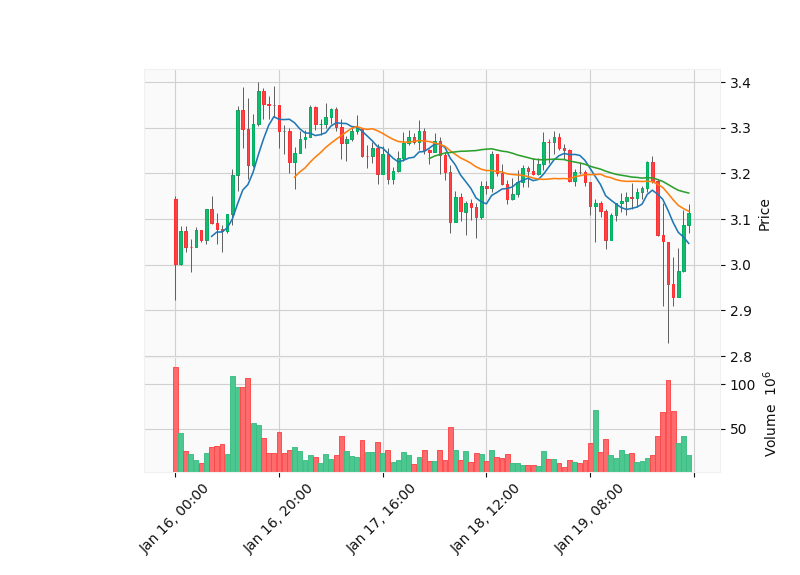 3.4
3.3
3.2
3.1
3.0
2.9
2.8
Price
100
50
Volume 10^6
Jan 16, 00:00
Jan 16, 20:00
Jan 17, 16:00
Jan 18, 12:00
Jan 19, 08:00